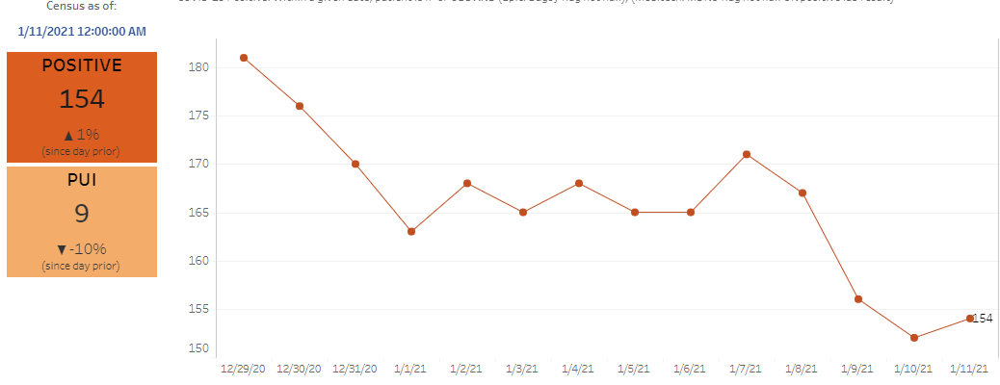 Census as of:
1/11/2021 12:00:00 AM
POSITIVE
154
▲ 1%
(since day prior)
PUI
9
▼ -10%
(since day prior)
180
175
170
165
160
155
150
154
12/29/20 12/30/20 12/31/20 1/1/21 1/2/21 1/3/21 1/4/21 1/5/21 1/6/21 1/7/21 1/8/21 1/9/21 1/10/21 1/11/21